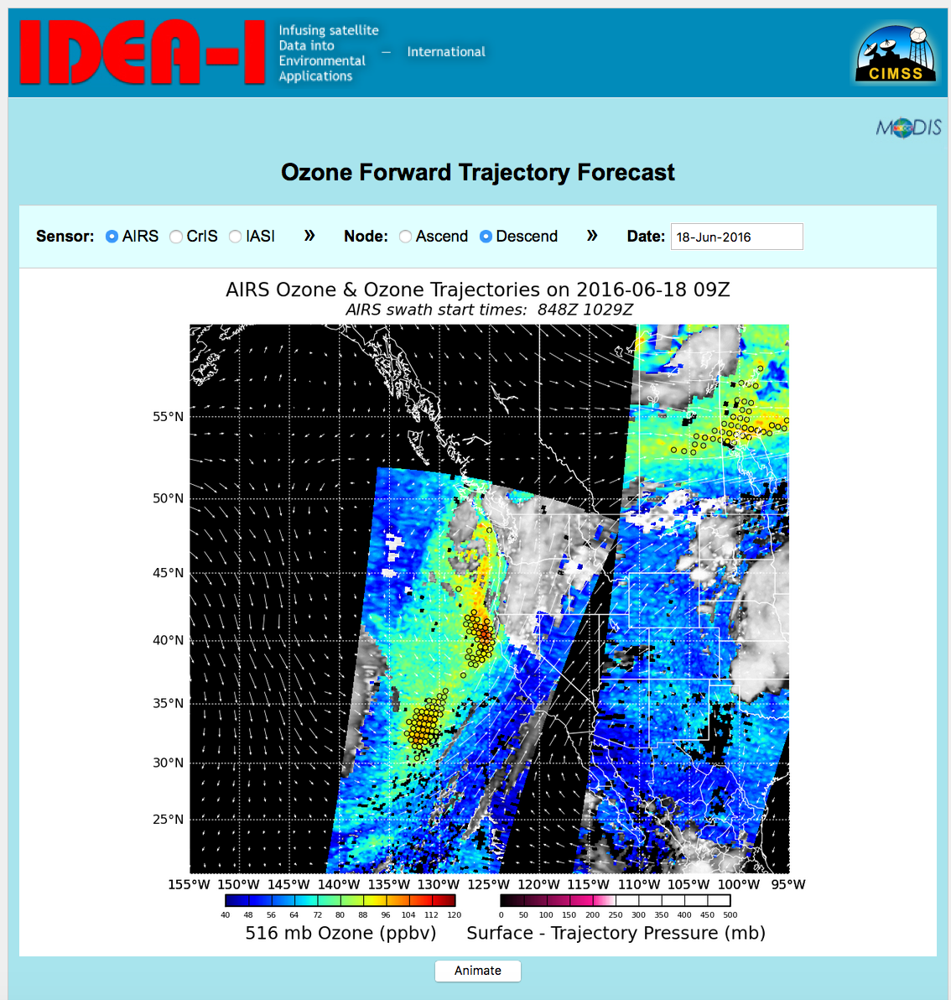 IDEA-I
Infusing satellite
Data into
Environmental
Applications
— International
CIMSS
MODIS
Ozone Forward Trajectory Forecast
Sensor: AIRS CrIS IASI » Node: Ascend Descend » Date: 18-Jun-2016
AIRS Ozone & Ozone Trajectories on 2016-06-18 09Z
AIRS swath start times: 848Z 1029Z
55°N
50°N
45°N
40°N
35°N
30°N
25°N
155°W 150°W 145°W 140°W 135°W 130°W 125°W 120°W 115°W 110°W 105°W 100°W 95°W
40 48 56 64 72 80 88 96 104 112 120
0 50 100 150 200 250 300 350 400 450 500
516 mb Ozone (ppbv)
Surface - Trajectory Pressure (mb)
Animate